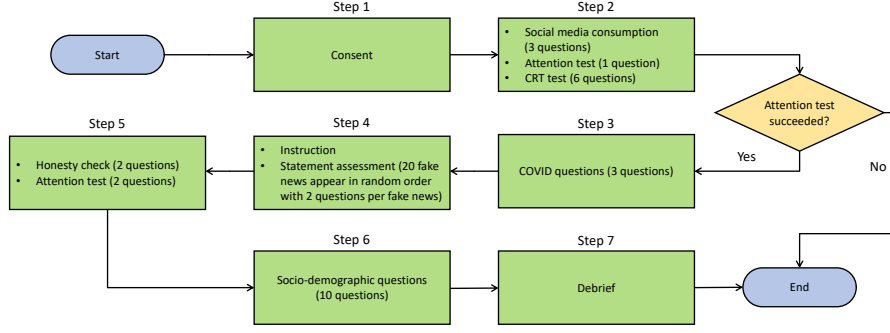 Step 1
Step 2
Start
Consent
• Social media consumption
(3 questions)
• Attention test (1 question)
• CRT test (6 questions)
Attention test
succeeded?
Step 5
Step 4
Step 3
Yes
No
• Honesty check (2 questions)
• Attention test (2 questions)
• Instruction
• Statement assessment (20 fake
news appear in random order
with 2 questions per fake news)
COVID questions (3 questions)
Step 6
Step 7
Socio-demographic questions
(10 questions)
Debrief
End